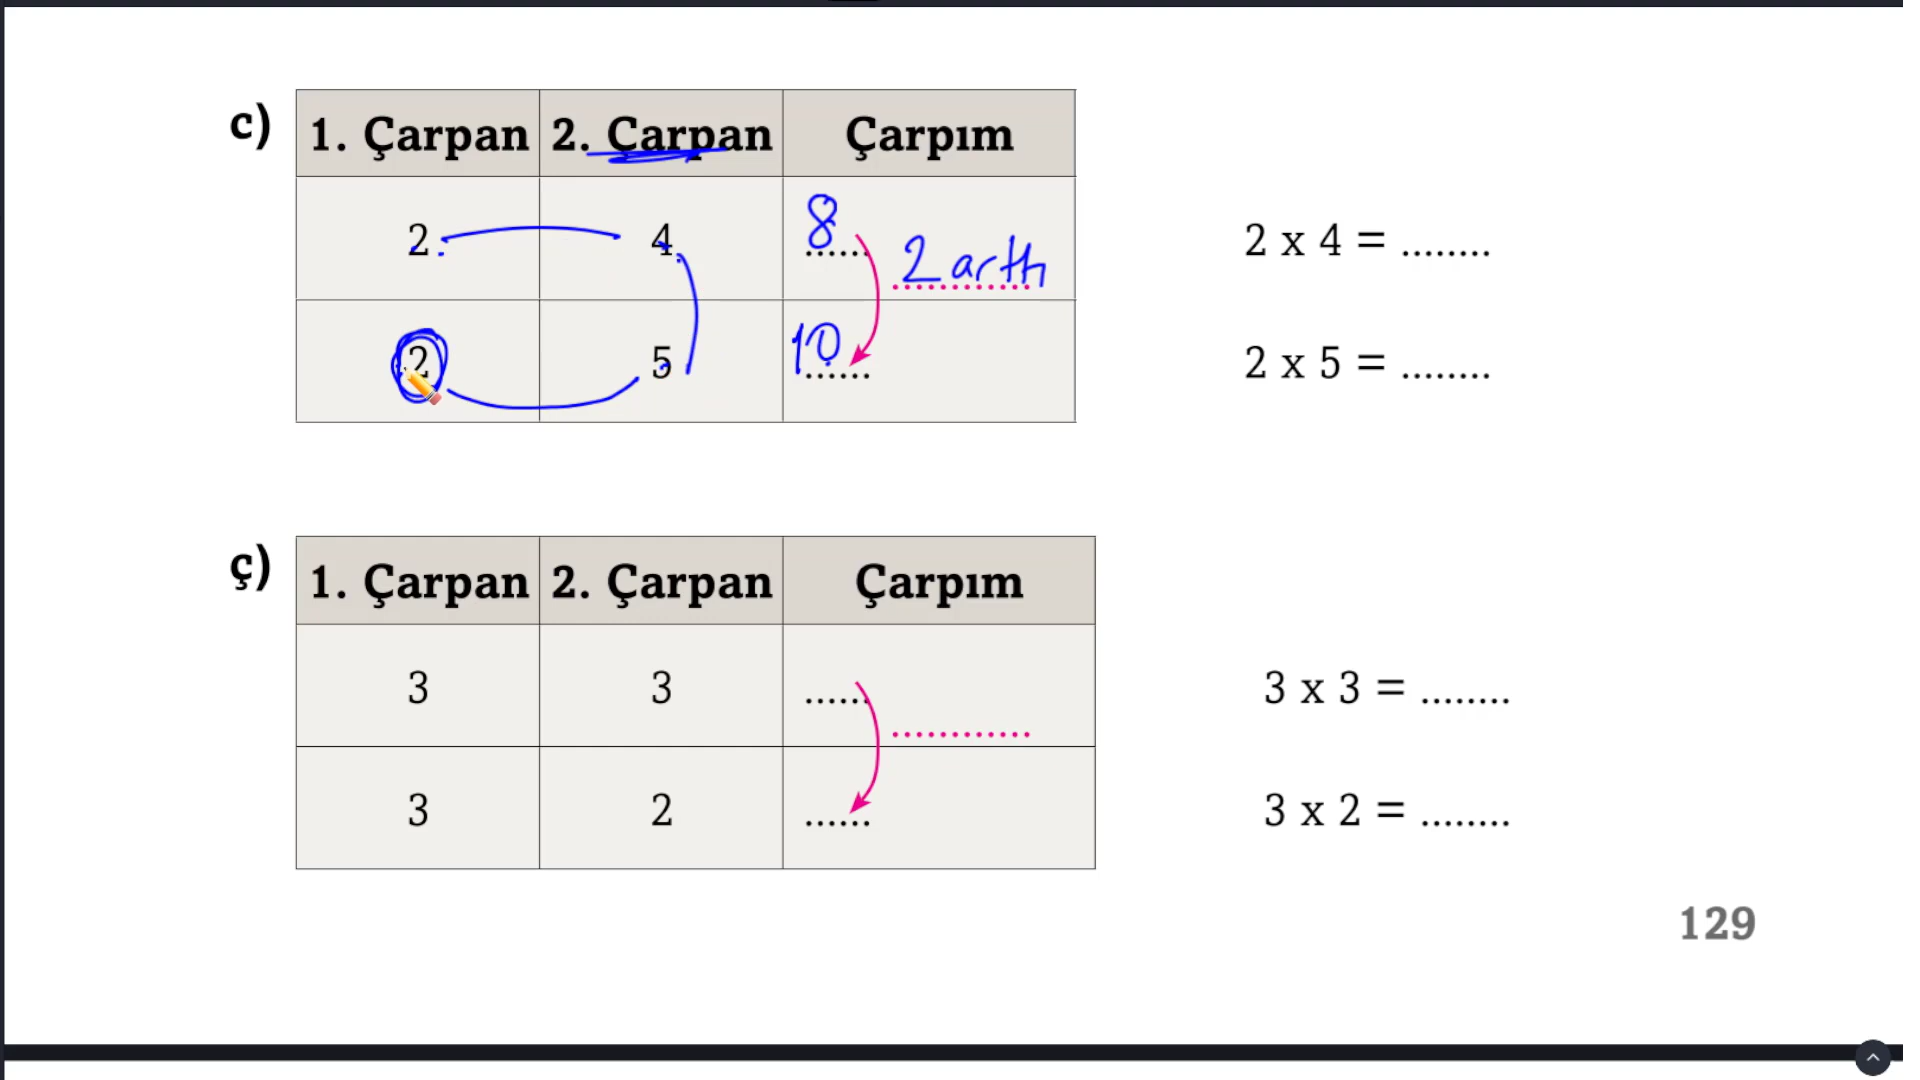 c)
1. Çarpan 2. Çarpan Çarpım
2 4 8......
2 arttı
2 x 4 = ........
2 5 10......
2 x 5 = ........
ç)
1. Çarpan 2. Çarpan Çarpım
3 3 ......
............
3 x 3 = ........
3 2 ......
3 x 2 = ........
129